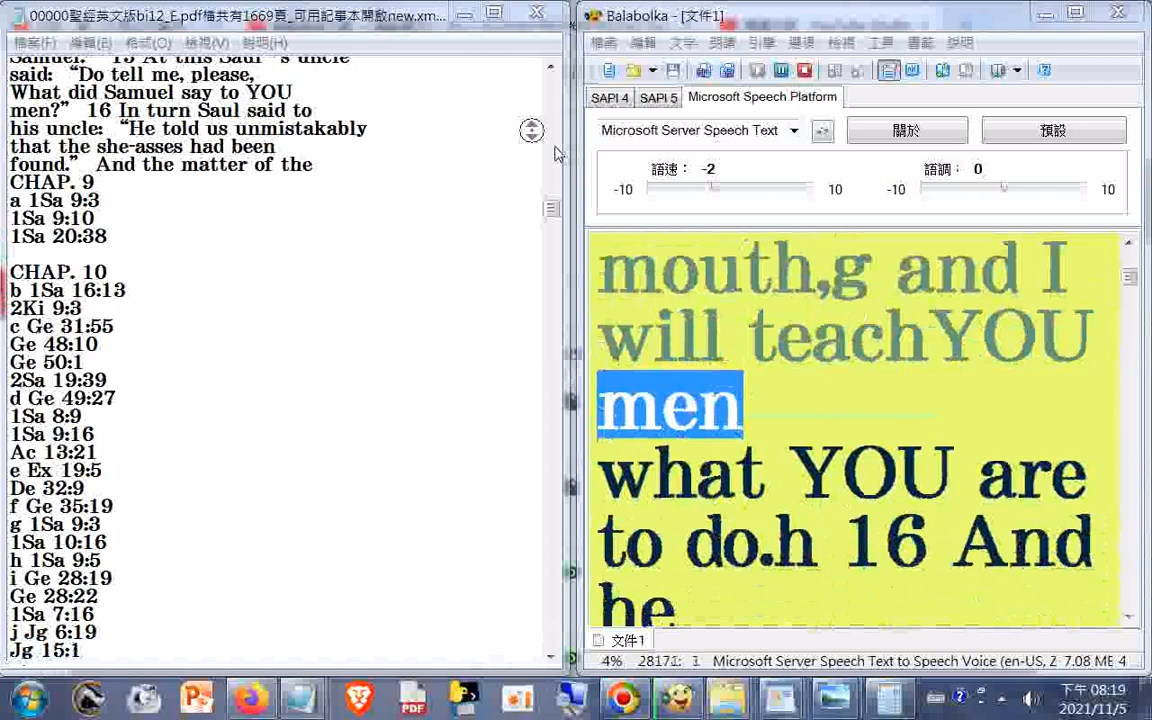 00000聖經英文版bi12_E.pdf檔共有1669頁_可用記事本開啟new.xm...
檔案(F) 編輯(E) 格式(O) 檢視(V) 說明(H)
Samuel.” 15 At this Saul’s uncle
said: “Do tell me, please,
What did Samuel say to YOU
men?” 16 In turn Saul said to
his uncle: “He told us unmistakably
that the she-asses had been
found.” And the matter of the
CHAP. 9
a 1Sa 9:3
1Sa 9:10
1Sa 20:38
CHAP. 10
b 1Sa 16:13
2Ki 9:3
c Ge 31:55
Ge 48:10
Ge 50:1
2Sa 19:39
d Ge 49:27
1Sa 8:9
1Sa 9:16
Ac 13:21
e Ex 19:5
De 32:9
f Ge 35:19
g 1Sa 9:3
1Sa 10:16
h 1Sa 9:5
i Ge 28:19
Ge 28:22
1Sa 7:16
j Jg 6:19
Jg 15:1
Balabolka - [文件1]
檔案 編輯 文字 朗讀 引擎 選項 檢視 工具 書籤 說明
SAPI 4 SAPI 5 Microsoft Speech Platform
Microsoft Server Speech Text 關於 預設
語速： -2 語調： 0
-10 10 -10 10
mouth,g and I
will teachYOU
men
what YOU are
to do.h 16 And
he
文件1
4% 28171: 1 Microsoft Server Speech Text to Speech Voice (en-US, Z 7.08 MB 4
PDF
下午 08:19
2021/11/5